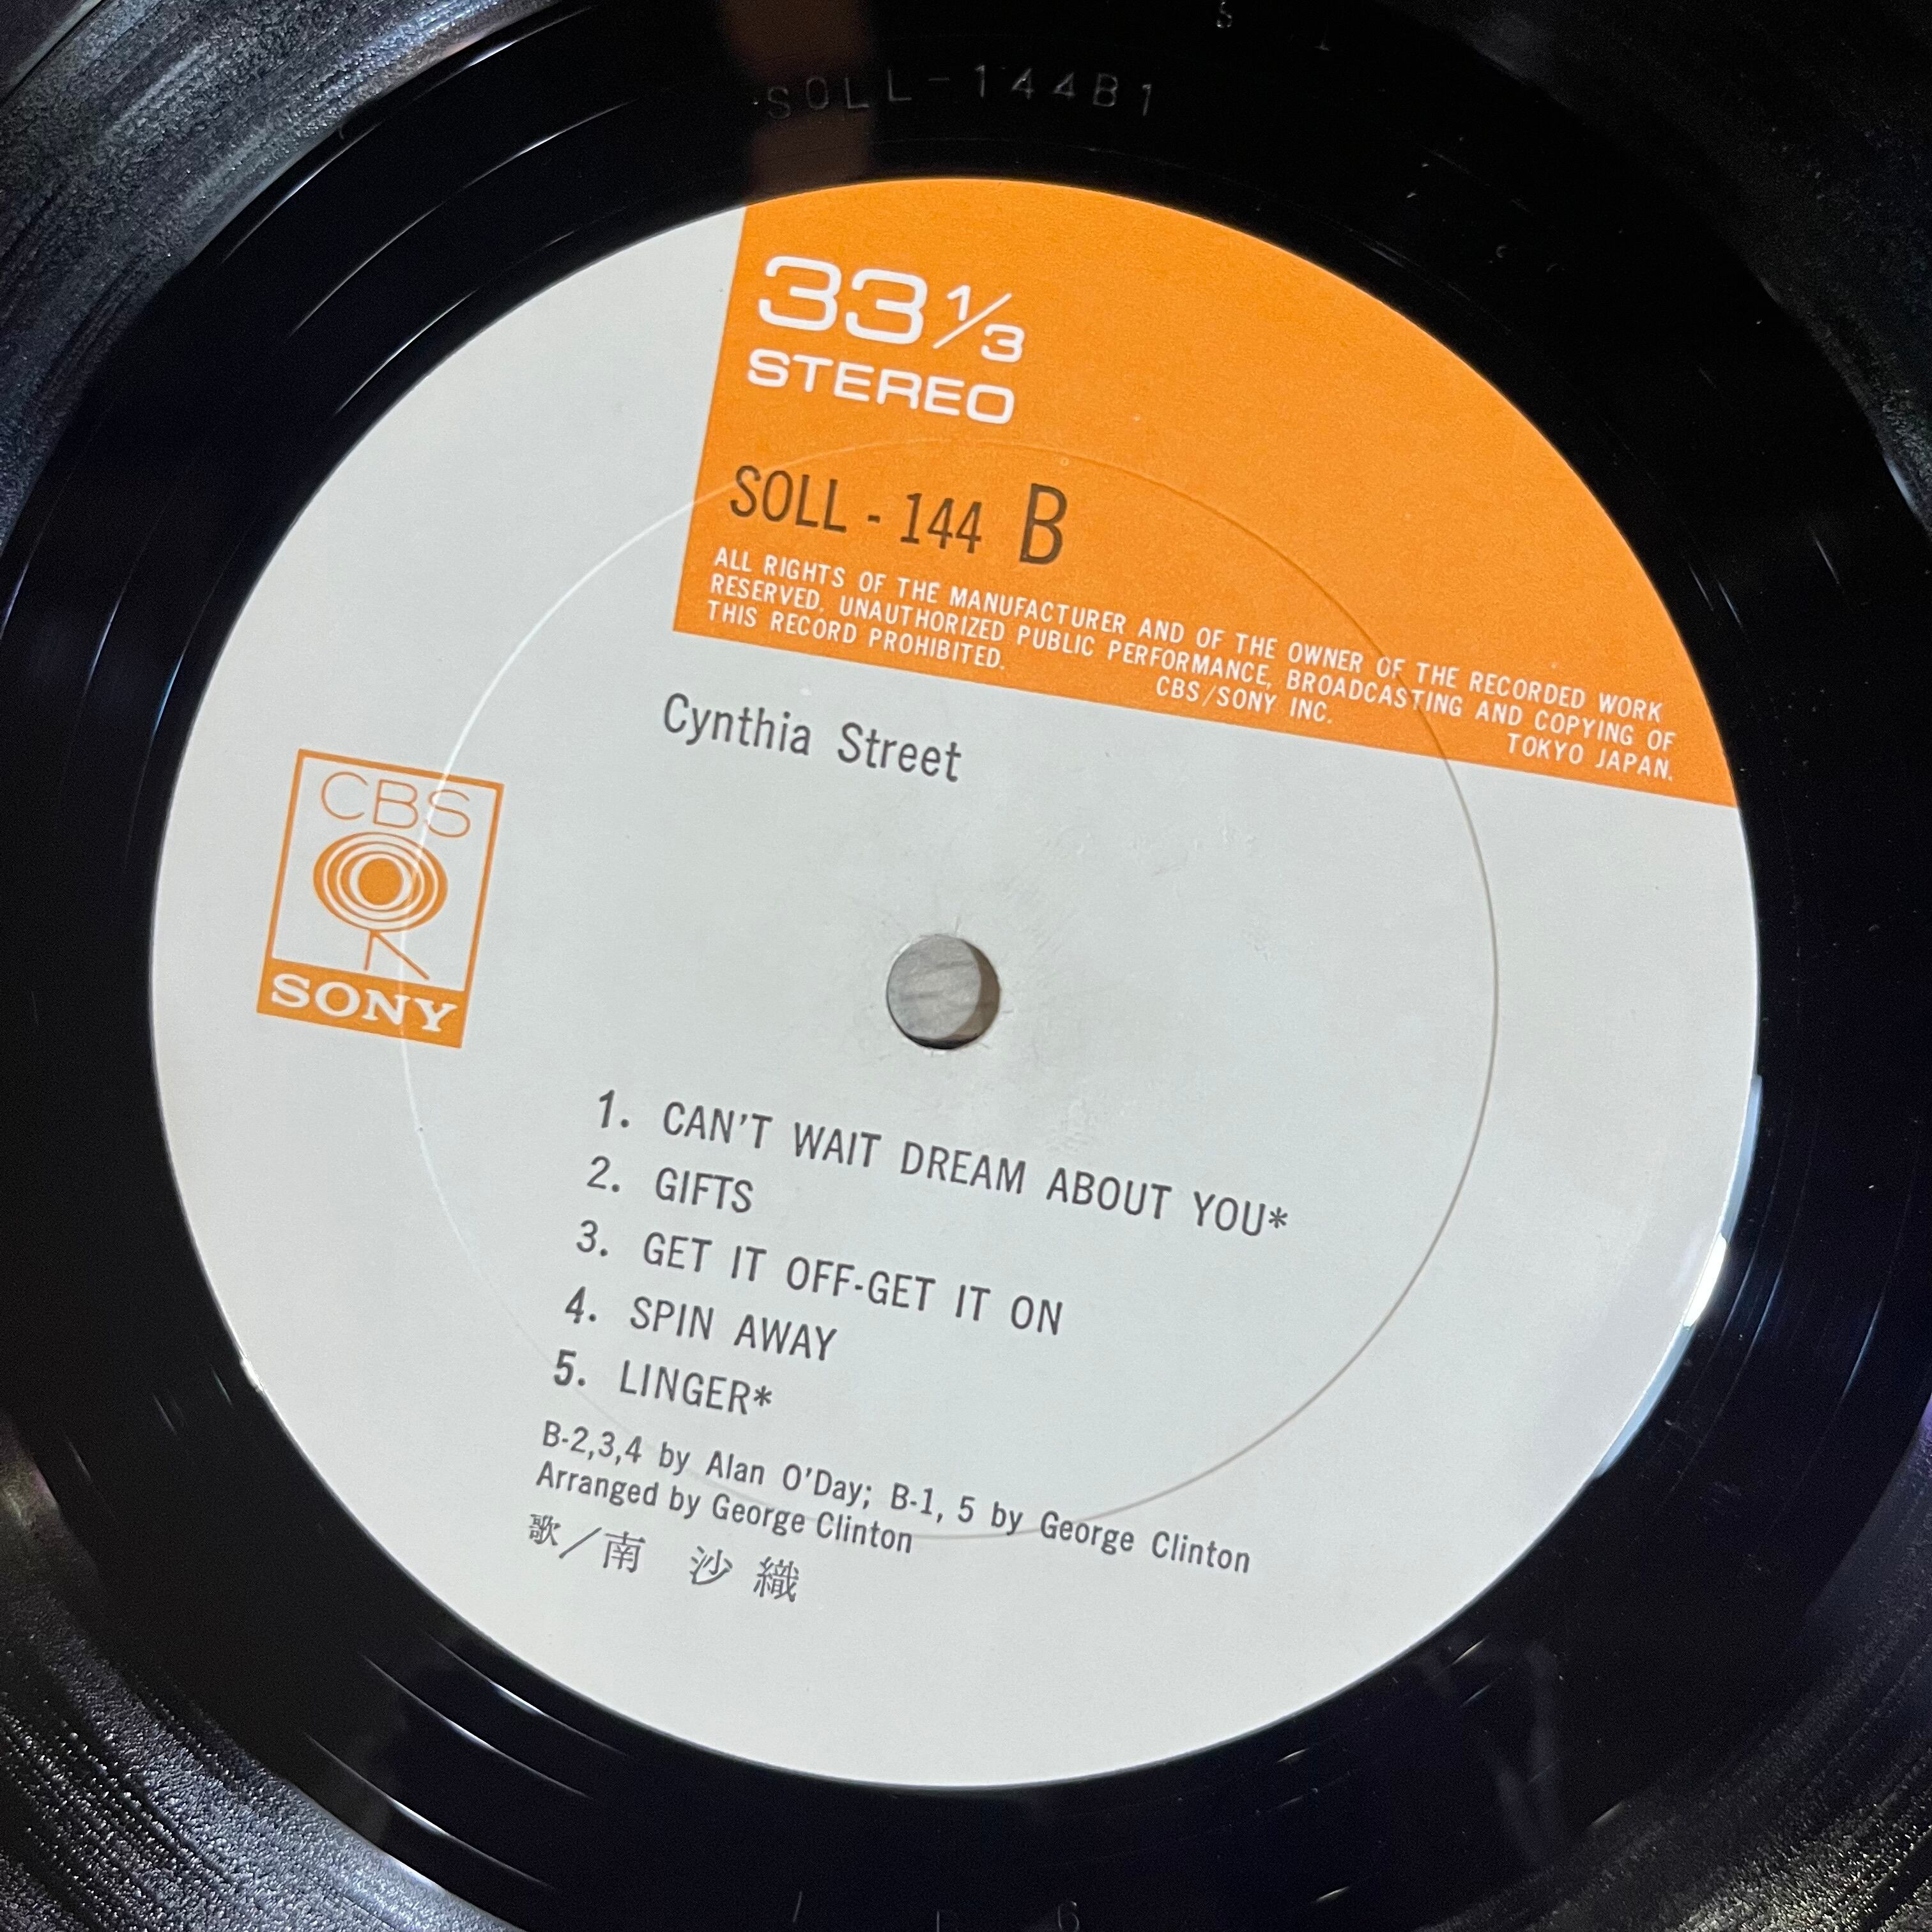 SOLL-144B1
33 1/3
STEREO
SOLL - 144 B
ALL RIGHTS OF THE MANUFACTURER AND OF THE OWNER OF THE RECORDED WORK
RESERVED. UNAUTHORIZED PUBLIC PERFORMANCE, BROADCASTING AND COPYING OF
THIS RECORD PROHIBITED. CBS/SONY INC. TOKYO JAPAN.
Cynthia Street
CBS
SONY
1. CAN'T WAIT DREAM ABOUT YOU*
2. GIFTS
3. GET IT OFF-GET IT ON
4. SPIN AWAY
5. LINGER*
B-2,3,4 by Alan O'Day; B-1, 5 by George Clinton
Arranged by George Clinton
歌／南 沙織